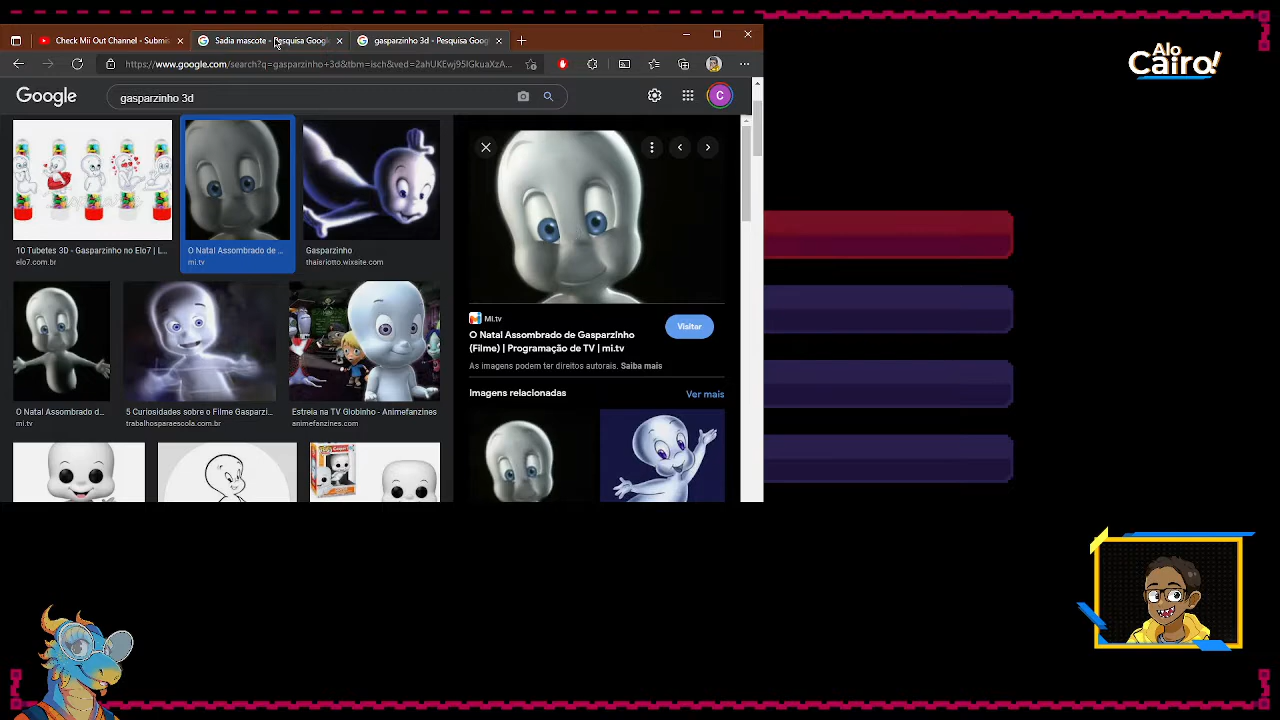 Check Mii Out Channel - Submis
Sadia mascote - Pesquisa Googl
gasparzinho 3d - Pesquisa Goog
https://www.google.com/search?q=gasparzinho+3d&tbm=isch&ved=2ahUKEwj95IGkuaXzA...
Google
gasparzinho 3d
C
10 Tubetes 3D - Gasparzinho no Elo7 | L...
elo7.com.br
O Natal Assombrado de ...
mi.tv
Gasparzinho
thaisriotto.wixsite.com
O Natal Assombrado d...
mi.tv
5 Curiosidades sobre o Filme Gasparzi...
trabalhosparaescola.com.br
Estreia na TV Globinho - Animefanzines
animefanzines.com
Mi.tv
O Natal Assombrado de Gasparzinho
(Filme) | Programação de TV | mi.tv
Visitar
As imagens podem ter direitos autorais. Saiba mais
Imagens relacionadas
Ver mais
Alo
Cairo!